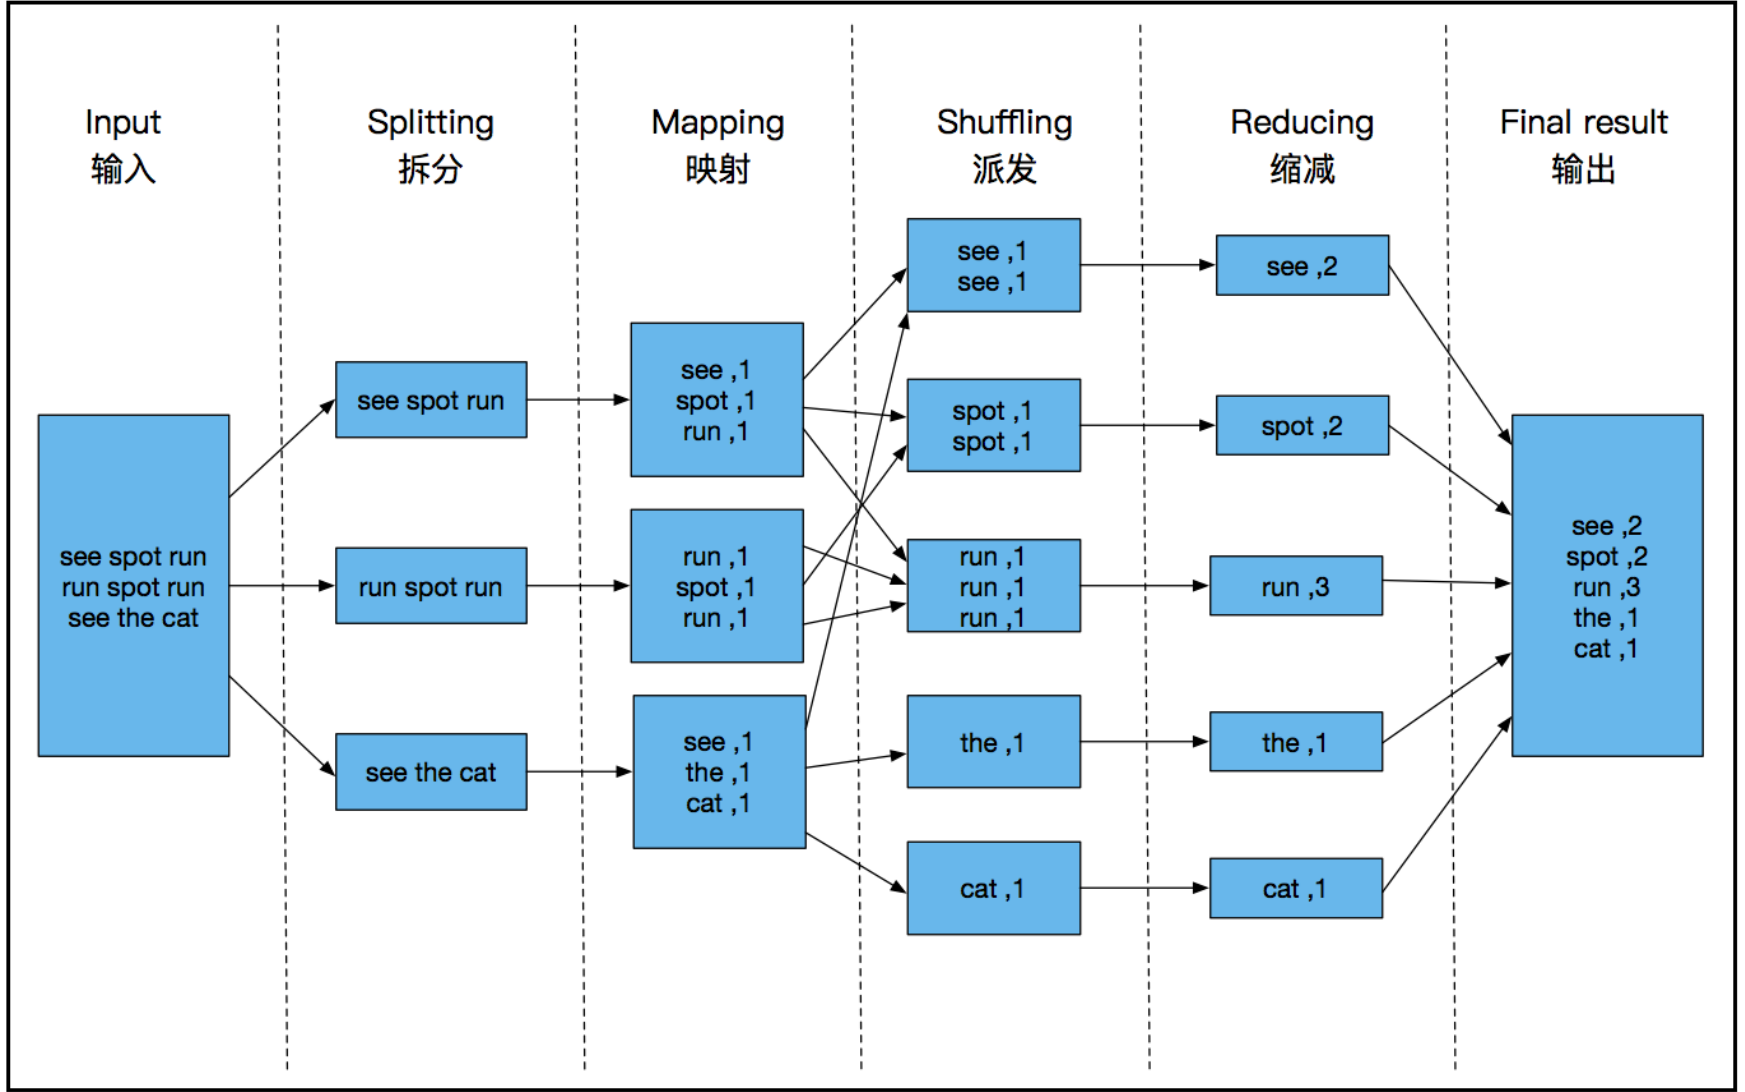 Input
输入
Splitting
拆分
Mapping
映射
Shuffling
派发
Reducing
缩减
Final result
输出
see spot run
run spot run
see the cat
see spot run
run spot run
see the cat
see ,1
spot ,1
run ,1
run ,1
spot ,1
run ,1
see ,1
the ,1
cat ,1
see ,1
see ,1
spot ,1
spot ,1
run ,1
run ,1
run ,1
the ,1
cat ,1
see ,2
spot ,2
run ,3
the ,1
cat ,1
see ,2
spot ,2
run ,3
the ,1
cat ,1